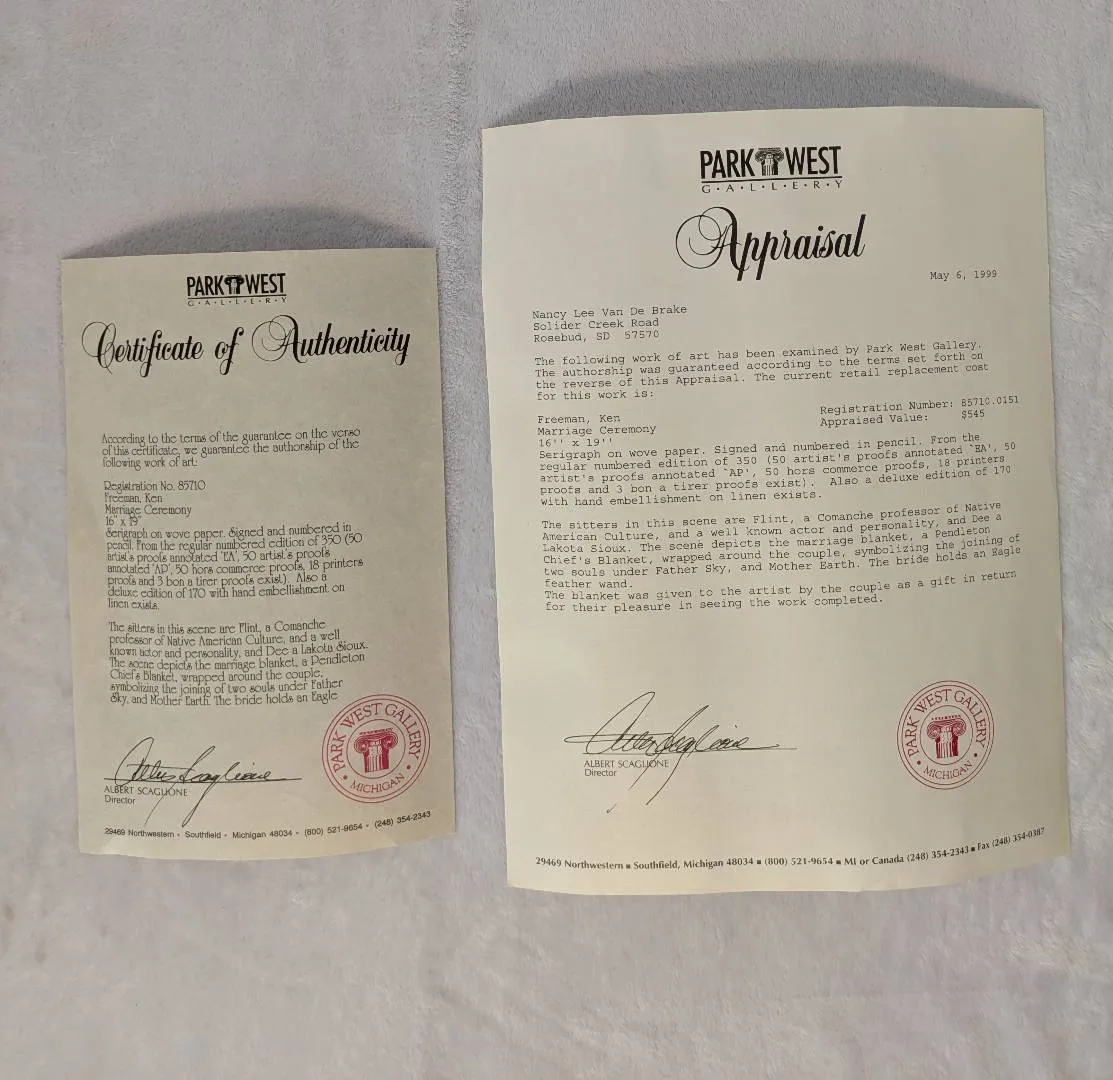 PARK WEST
G·A·L·L·E·R·Y
Certificate of Authenticity
According to the terms of the guarantee on the verso
of this certificate, we guarantee the authorship of the
following work of art:
Registration No. 85710
Freeman, Ken
Marriage Ceremony
16" x 19"
Serigraph on wove paper. Signed and numbered in
pencil. From the regular numbered edition of 350 (50
artist's proofs annotated 'EA', 50 artist's proofs
annotated 'AP', 50 hors commerce proofs, 18 printers
proofs and 3 bon a tirer proofs exist). Also a
deluxe edition of 170 with hand embellishment on
linen exists.
The sitters in this scene are Flint, a Comanche
professor of Native American Culture, and a well
known actor and personality, and Dee a Lakota Sioux.
The scene depicts the marriage blanket, a Pendleton
Chief's Blanket, wrapped around the couple,
symbolizing the joining of two souls under Father
Sky, and Mother Earth. The bride holds an Eagle
PARK WEST GALLERY
• MICHIGAN •
Albert Scaglione
ALBERT SCAGLIONE
Director
29469 Northwestern • Southfield • Michigan 48034 • (800) 521-9654 • (248) 354-2343
PARK WEST
G·A·L·L·E·R·Y
Appraisal
May 6, 1999
Nancy Lee Van De Brake
Solider Creek Road
Rosebud, SD 57570
The following work of art has been examined by Park West Gallery.
The authorship was guaranteed according to the terms set forth on
the reverse of this Appraisal. The current retail replacement cost
for this work is:
Registration Number: 85710.0151
Appraised Value: $545
Freeman, Ken
Marriage Ceremony
16'' x 19''
Serigraph on wove paper. Signed and numbered in pencil. From the
regular numbered edition of 350 (50 artist's proofs annotated `EA', 50
artist's proofs annotated `AP', 50 hors commerce proofs, 18 printers
proofs and 3 bon a tirer proofs exist). Also a deluxe edition of 170
with hand embellishment on linen exists.
The sitters in this scene are Flint, a Comanche professor of Native
American Culture, and a well known actor and personality, and Dee a
Lakota Sioux. The scene depicts the marriage blanket, a Pendleton
Chief's Blanket, wrapped around the couple, symbolizing the joining of
two souls under Father Sky, and Mother Earth. The bride holds an Eagle
feather wand.
The blanket was given to the artist by the couple as a gift in return
for their pleasure in seeing the work completed.
Albert Scaglione
ALBERT SCAGLIONE
Director
PARK WEST GALLERY
• MICHIGAN •
29469 Northwestern ■ Southfield, Michigan 48034 ■ (800) 521-9654 ■ MI or Canada (248) 354-2343 ■ Fax (248) 354-0387